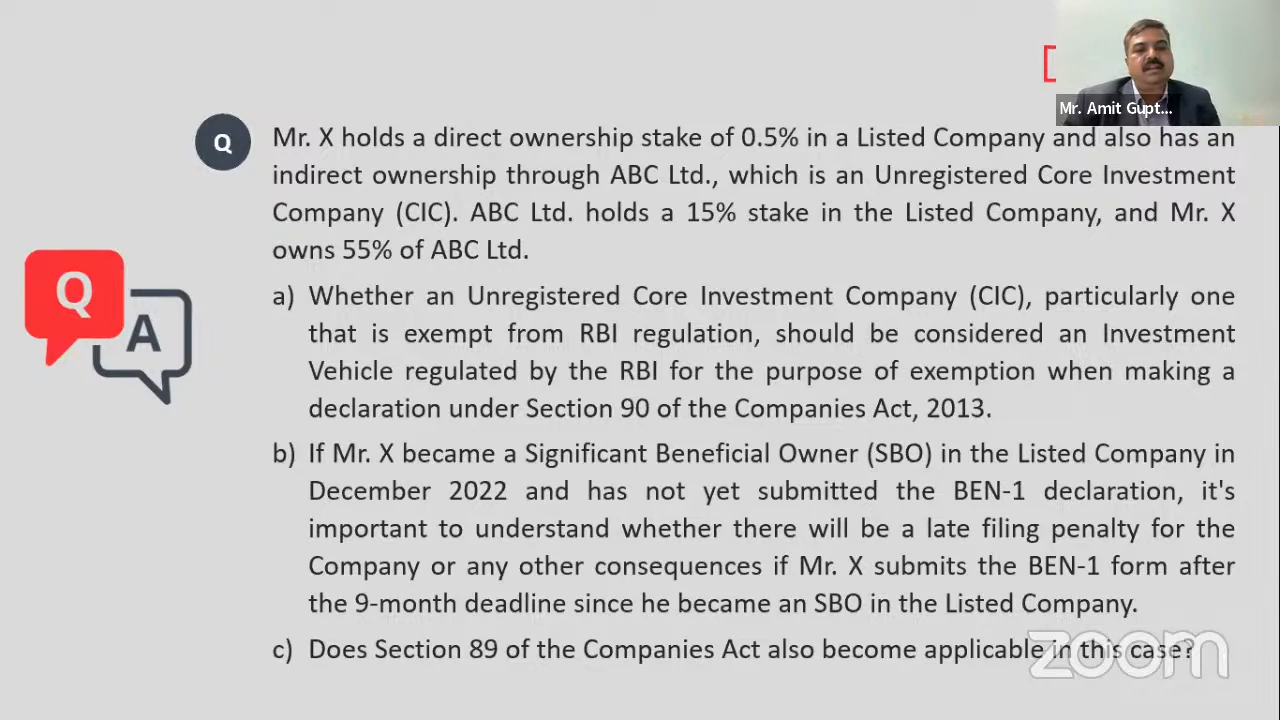 Mr. Amit Gupt...
Q
Mr. X holds a direct ownership stake of 0.5% in a Listed Company and also has an
indirect ownership through ABC Ltd., which is an Unregistered Core Investment
Company (CIC). ABC Ltd. holds a 15% stake in the Listed Company, and Mr. X
owns 55% of ABC Ltd.
Q
A
a) Whether an Unregistered Core Investment Company (CIC), particularly one
that is exempt from RBI regulation, should be considered an Investment
Vehicle regulated by the RBI for the purpose of exemption when making a
declaration under Section 90 of the Companies Act, 2013.
b) If Mr. X became a Significant Beneficial Owner (SBO) in the Listed Company in
December 2022 and has not yet submitted the BEN-1 declaration, it's
important to understand whether there will be a late filing penalty for the
Company or any other consequences if Mr. X submits the BEN-1 form after
the 9-month deadline since he became an SBO in the Listed Company.
c) Does Section 89 of the Companies Act also become applicable in this case?
zoom